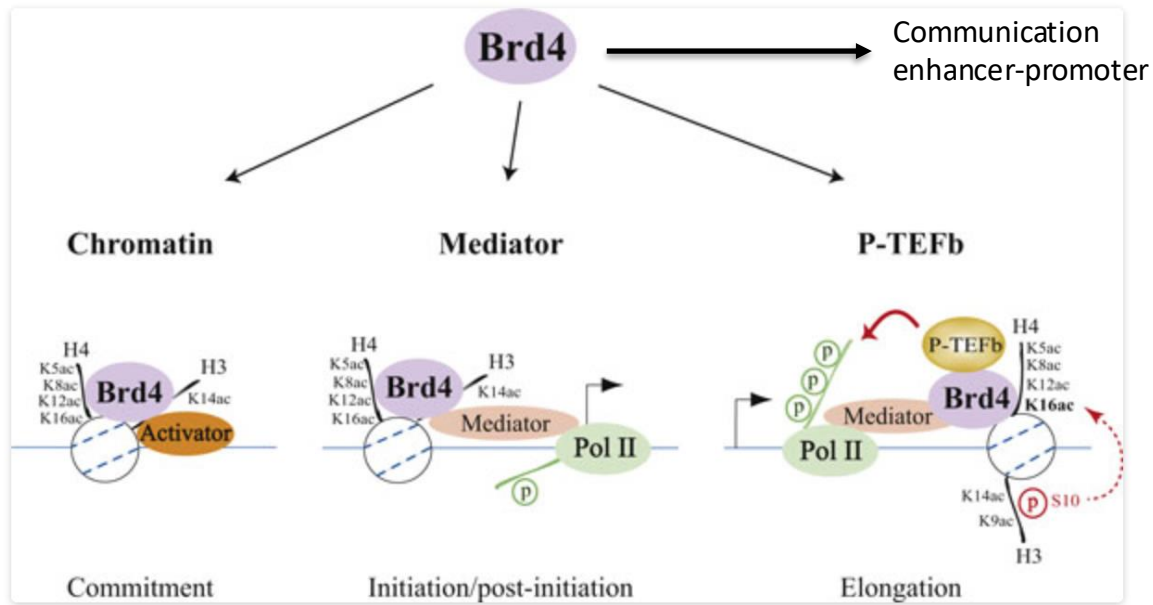 Brd4
Communication
enhancer-promoter
Chromatin
Mediator
P-TEFb
H4
K5ac
K8ac
K12ac
K16ac
Brd4
H3
K14ac
Activator
Commitment
H4
K5ac
K8ac
K12ac
K16ac
Brd4
H3
K14ac
Mediator
Pol II
p
Initiation/post-initiation
P-TEFb
H4
K5ac
K8ac
K12ac
K16ac
Brd4
Mediator
p
p
p
Pol II
K14ac
K9ac
p S10
H3
Elongation